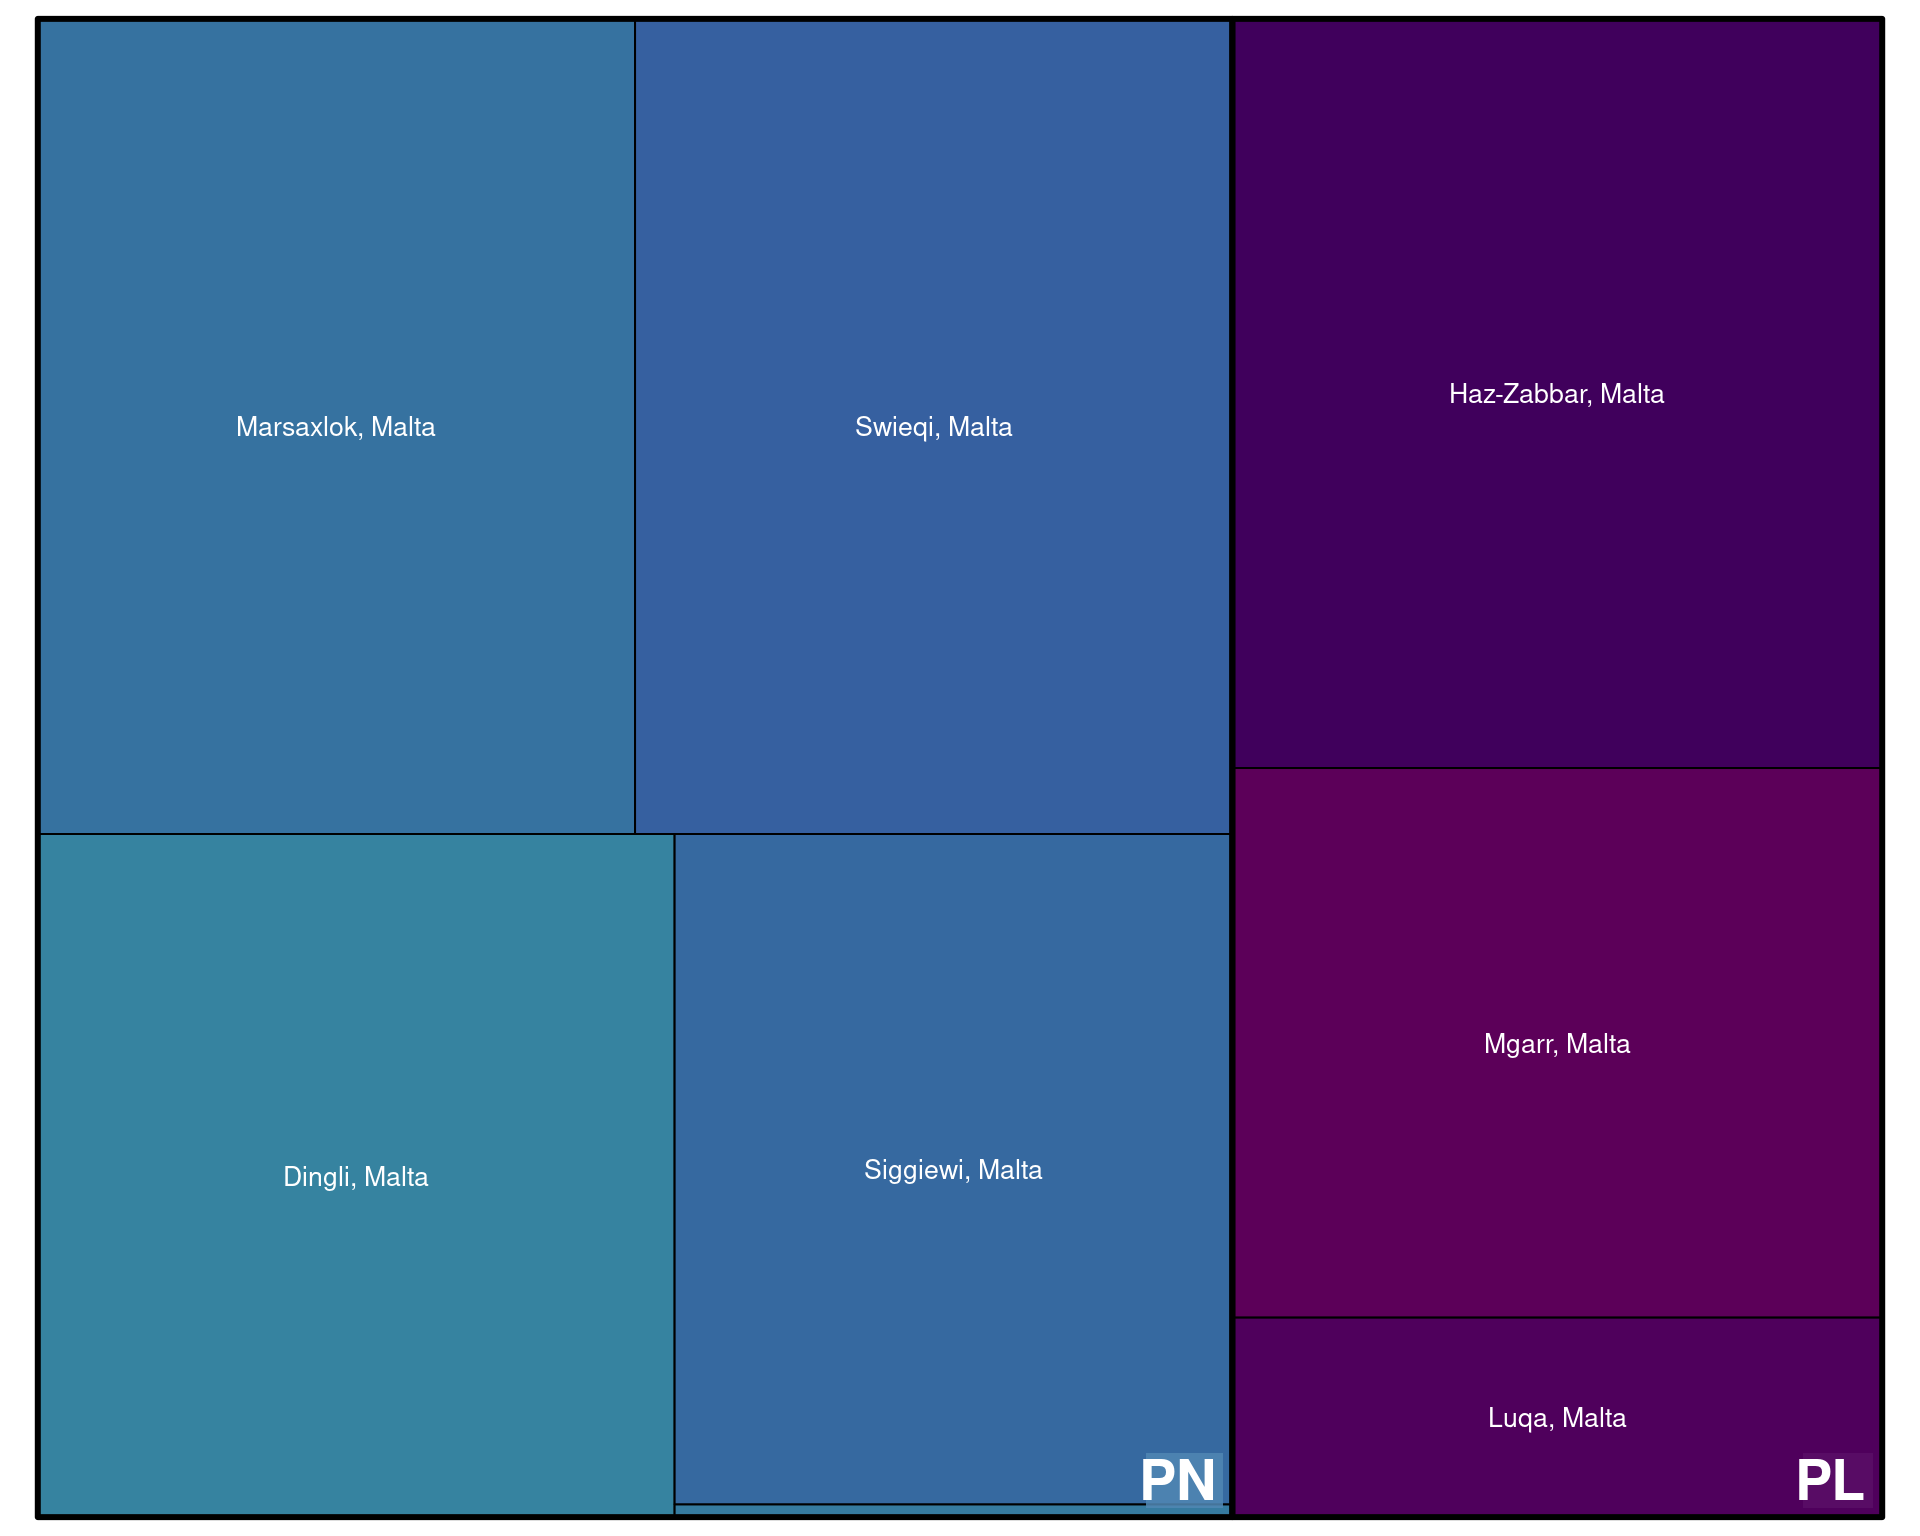 Marsaxlok, Malta
Swieqi, Malta
Haz-Zabbar, Malta
Mgarr, Malta
Dingli, Malta
Siggiewi, Malta
Luqa, Malta
PN
PL